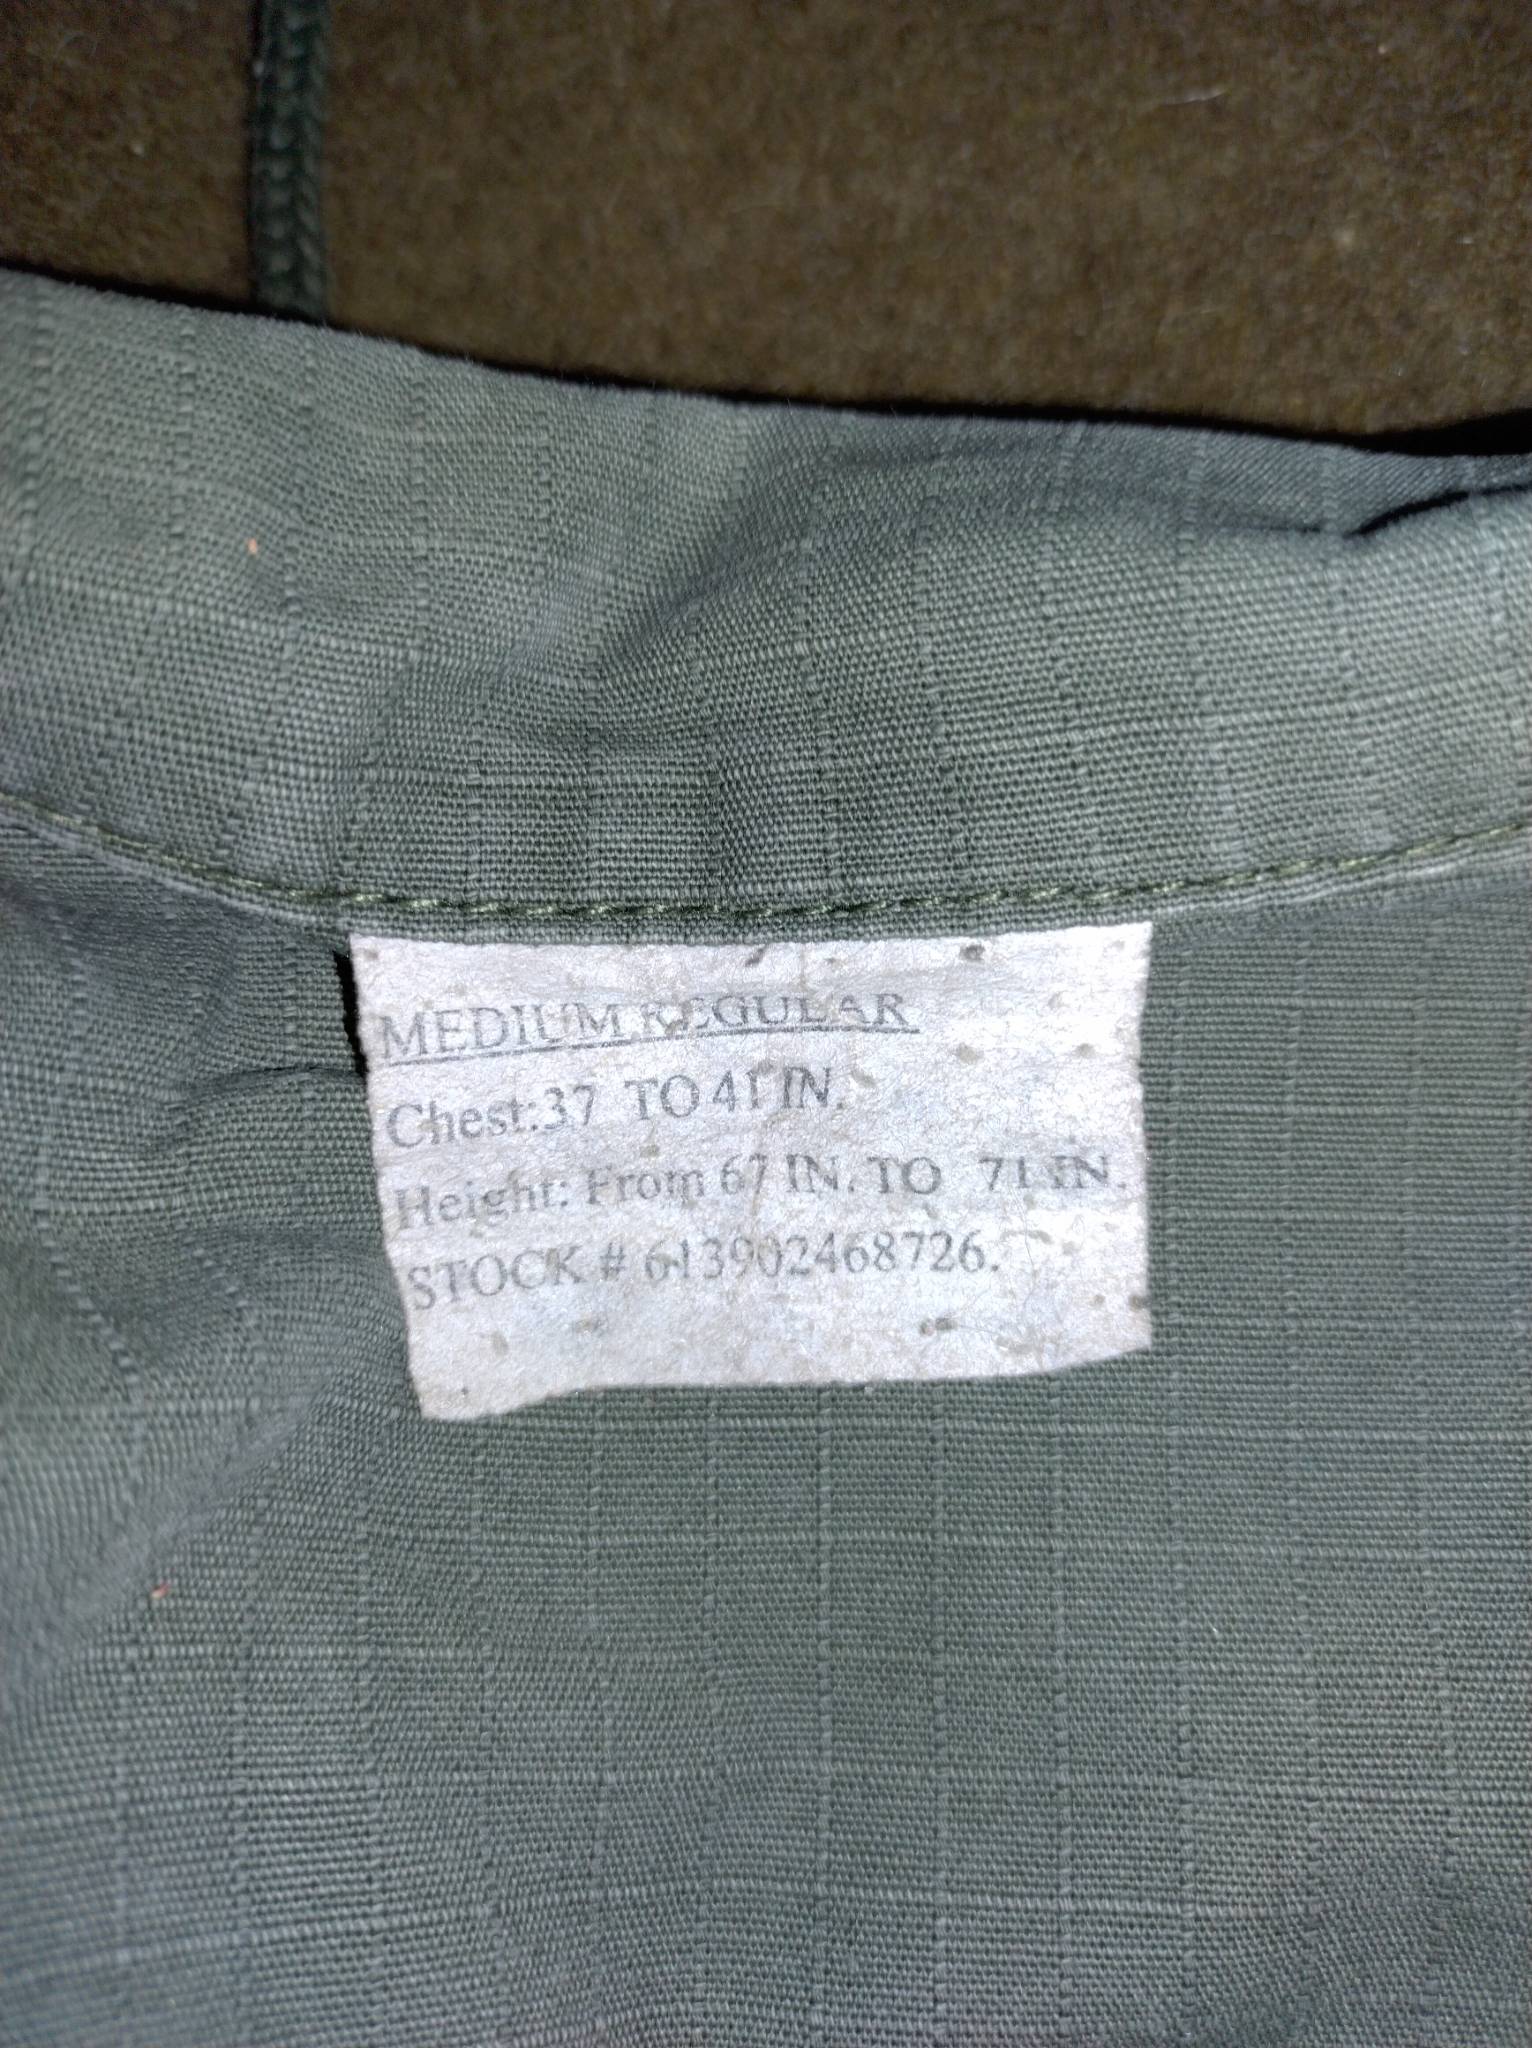 MEDIUM REGULAR
Chest:37 TO 41 IN.
Height: From 67 IN. TO 71 IN.
STOCK # 613902468726.